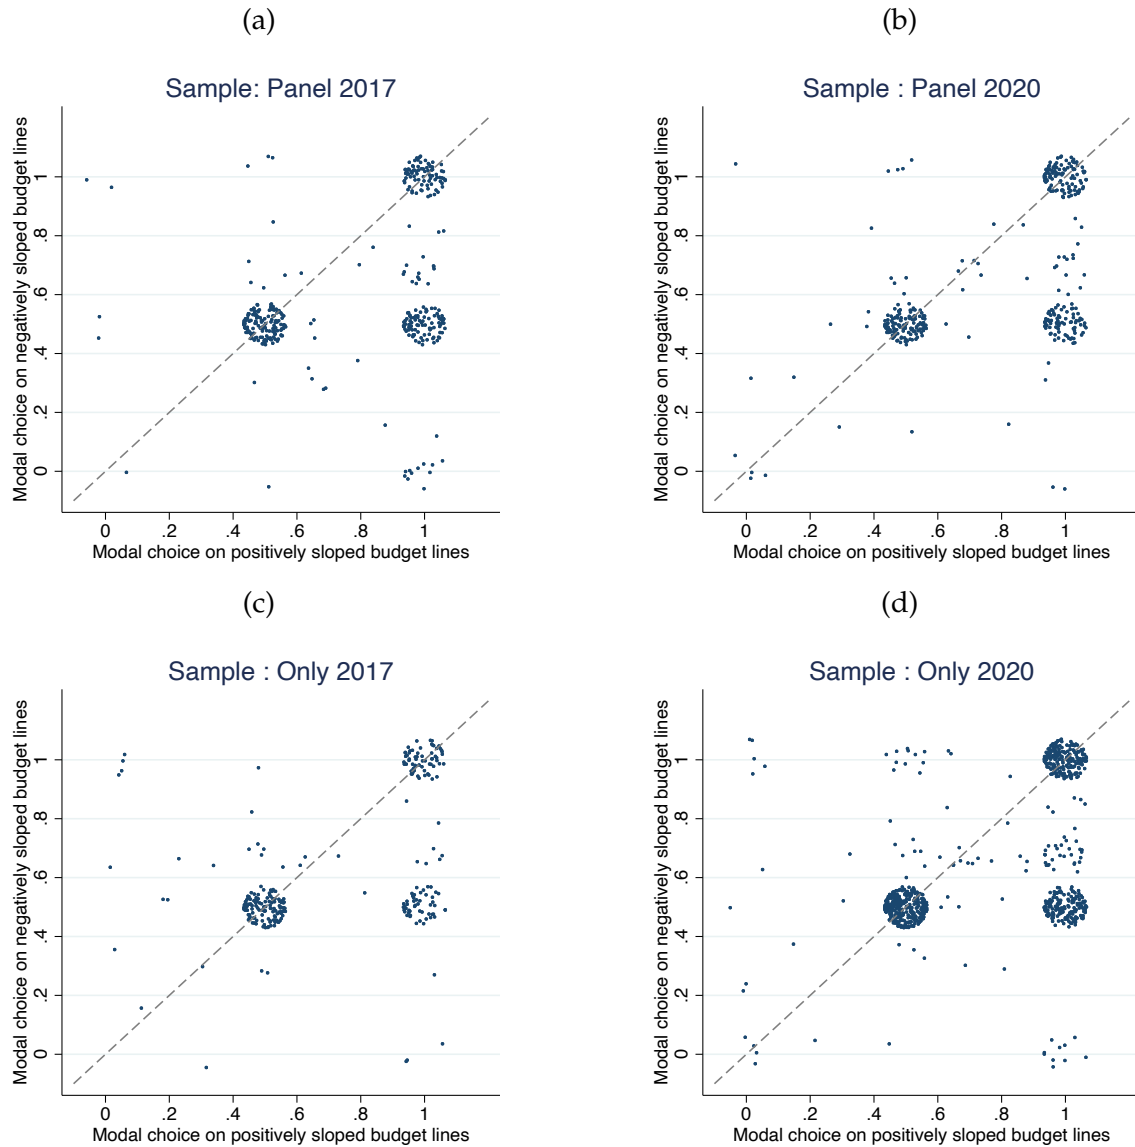 (a)
Sample: Panel 2017
Modal choice on negatively sloped budget lines
1
.8
.6
.4
.2
0
0 .2 .4 .6 .8 1
Modal choice on positively sloped budget lines
(b)
Sample : Panel 2020
Modal choice on negatively sloped budget lines
1
.8
.6
.4
.2
0
0 .2 .4 .6 .8 1
Modal choice on positively sloped budget lines
(c)
Sample : Only 2017
Modal choice on negatively sloped budget lines
1
.8
.6
.4
.2
0
0 .2 .4 .6 .8 1
Modal choice on positively sloped budget lines
(d)
Sample : Only 2020
Modal choice on negatively sloped budget lines
1
.8
.6
.4
.2
0
0 .2 .4 .6 .8 1
Modal choice on positively sloped budget lines